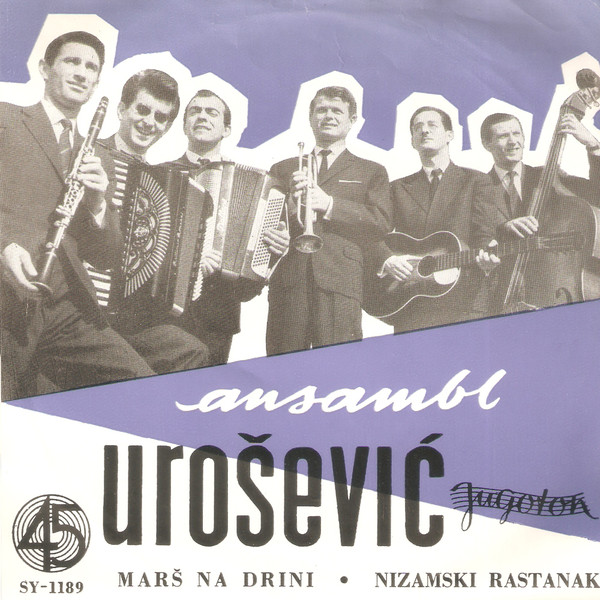 ansambl
urošević
jugoton
45
SY-1189
MARŠ NA DRINI • NIZAMSKI RASTANAK